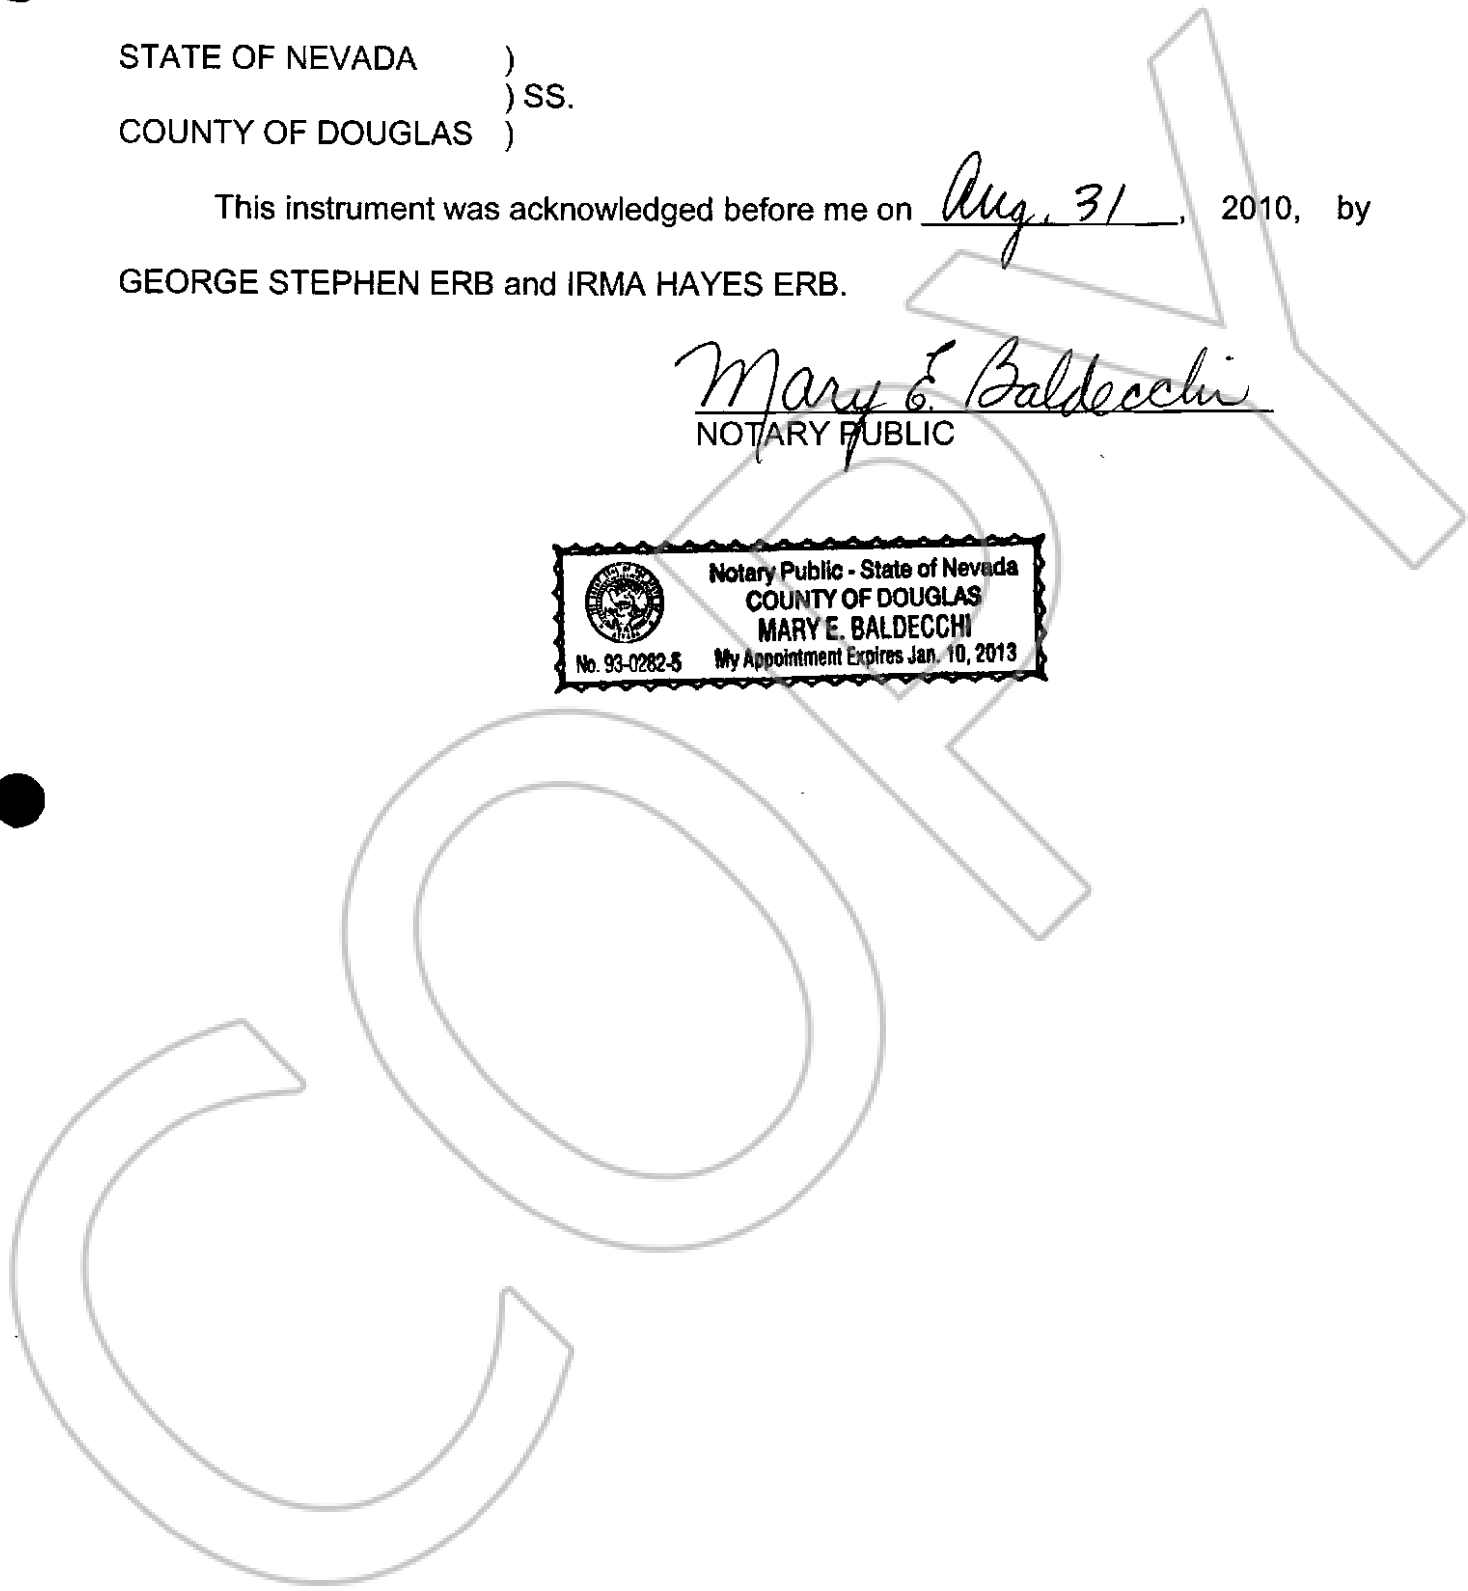 STATE OF NEVADA )
) SS.
COUNTY OF DOUGLAS )
This instrument was acknowledged before me on Aug. 31, 2010, by
GEORGE STEPHEN ERB and IRMA HAYES ERB.
Mary E. Baldecchi
NOTARY PUBLIC
Notary Public - State of Nevada
COUNTY OF DOUGLAS
MARY E. BALDECCHI
No. 93-0282-5 My Appointment Expires Jan. 10, 2013
COPY